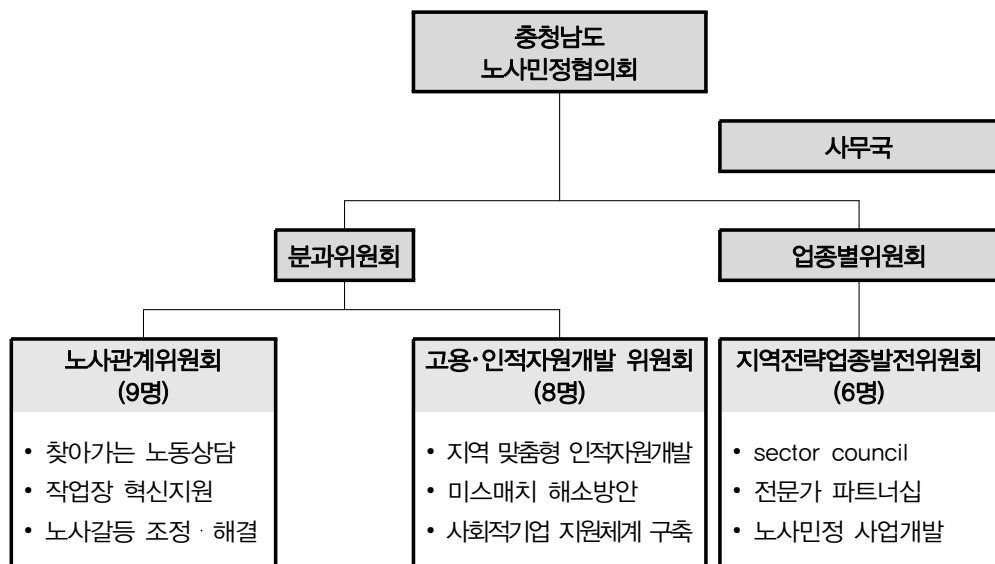 충청남도
노사민정협의회
사무국
분과위원회
업종별위원회
노사관계위원회
(9명)
• 찾아가는 노동상담
• 작업장 혁신지원
• 노사갈등 조정 · 해결
고용·인적자원개발 위원회
(8명)
• 지역 맞춤형 인적자원개발
• 미스매치 해소방안
• 사회적기업 지원체계 구축
지역전략업종발전위원회
(6명)
• sector council
• 전문가 파트너십
• 노사민정 사업개발